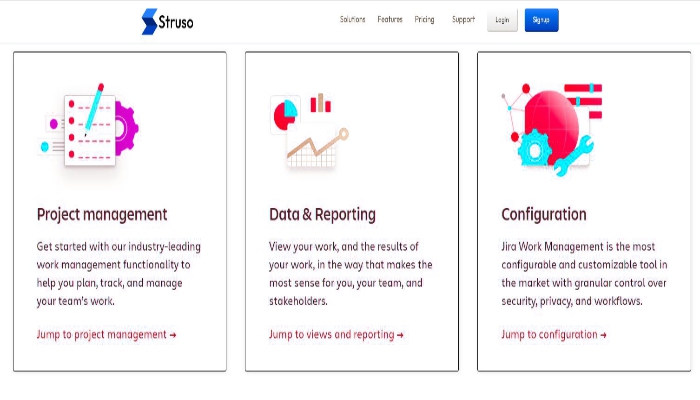 Struso
Solutions Features Pricing Support Login Signup
Project management
Get started with our industry-leading
work management functionality to
help you plan, track, and manage
your team's work.
Jump to project management →
Data & Reporting
View your work, and the results of
your work, in the way that makes the
most sense for you, your team, and
stakeholders.
Jump to views and reporting →
Configuration
Jira Work Management is the most
configurable and customizable tool in
the market with granular control over
security, privacy, and workflows.
Jump to configuration →